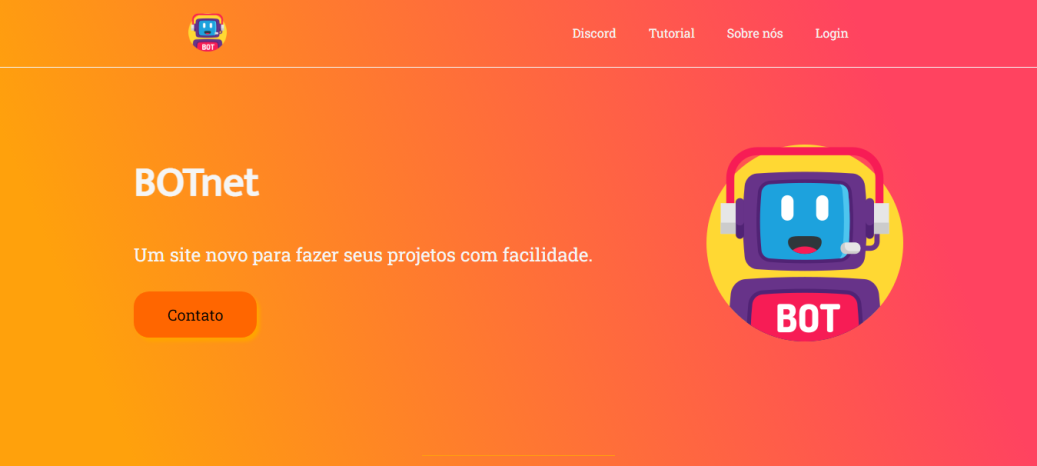 BOT
Discord Tutorial Sobre nós Login
BOTnet
Um site novo para fazer seus projetos com facilidade.
Contato
BOT